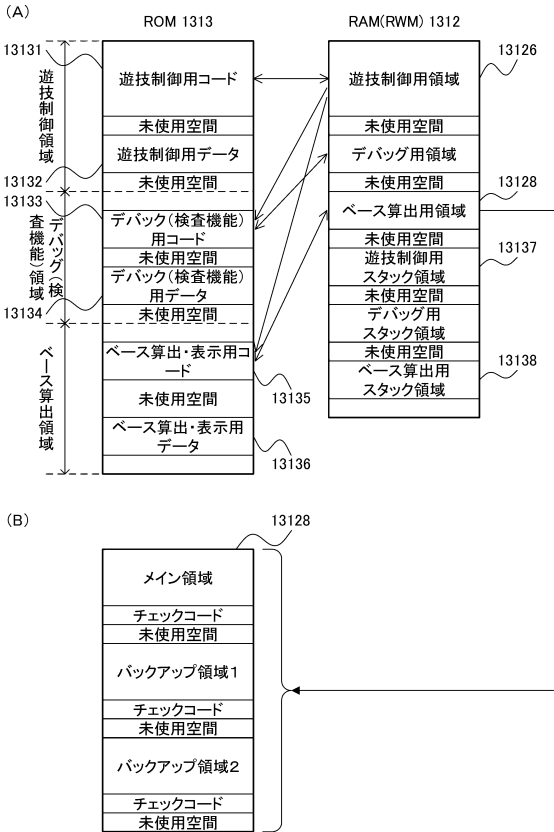 (A)
ROM 1313
RAM(RWM) 1312
13131
遊技制御領域
遊技制御用コード
未使用空間
13132
遊技制御用データ
未使用空間
13133
デバッグ(検
査機能)領域
デバック(検査機能)
用コード
未使用空間
13134
デバック(検査機能)
用データ
未使用空間
ベース算出領域
ベース算出・表示用コ
ード
13135
未使用空間
ベース算出・表示用
データ
13136
遊技制御用領域
13126
未使用空間
デバッグ用領域
未使用空間
13128
ベース算出用領域
未使用空間
遊技制御用
スタック領域
13137
未使用空間
デバッグ用
スタック領域
未使用空間
ベース算出用
スタック領域
13138
(B)
13128
メイン領域
チェックコード
未使用空間
バックアップ領域1
チェックコード
未使用空間
バックアップ領域2
チェックコード
未使用空間